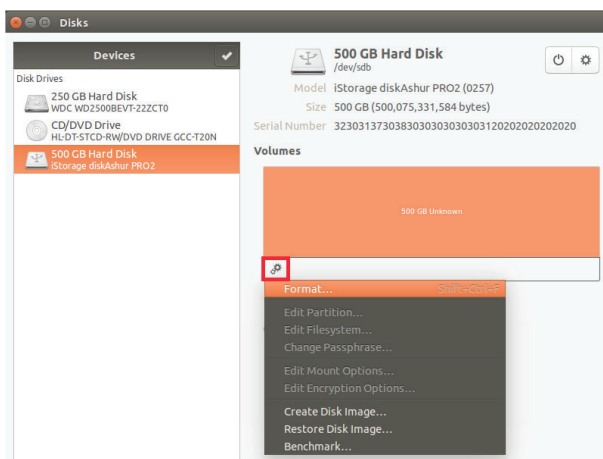 Disks
Devices
Disk Drives
250 GB Hard Disk
WDC WD2500BEVT-22ZCT0
CD/DVD Drive
HL-DT-STCD-RW/DVD DRIVE GCC-T20N
500 GB Hard Disk
iStorage diskAshur PRO2
500 GB Hard Disk
/dev/sdb
Model iStorage diskAshur PRO2 (0257)
Size 500 GB (500,075,331,584 bytes)
Serial Number 3230313730383030303030303120202020202020
Volumes
500 GB Unknown
Format... Shift+Ctrl+F
Edit Partition...
Edit Filesystem...
Change Passphrase...
Edit Mount Options...
Edit Encryption Options...
Create Disk Image...
Restore Disk Image...
Benchmark...